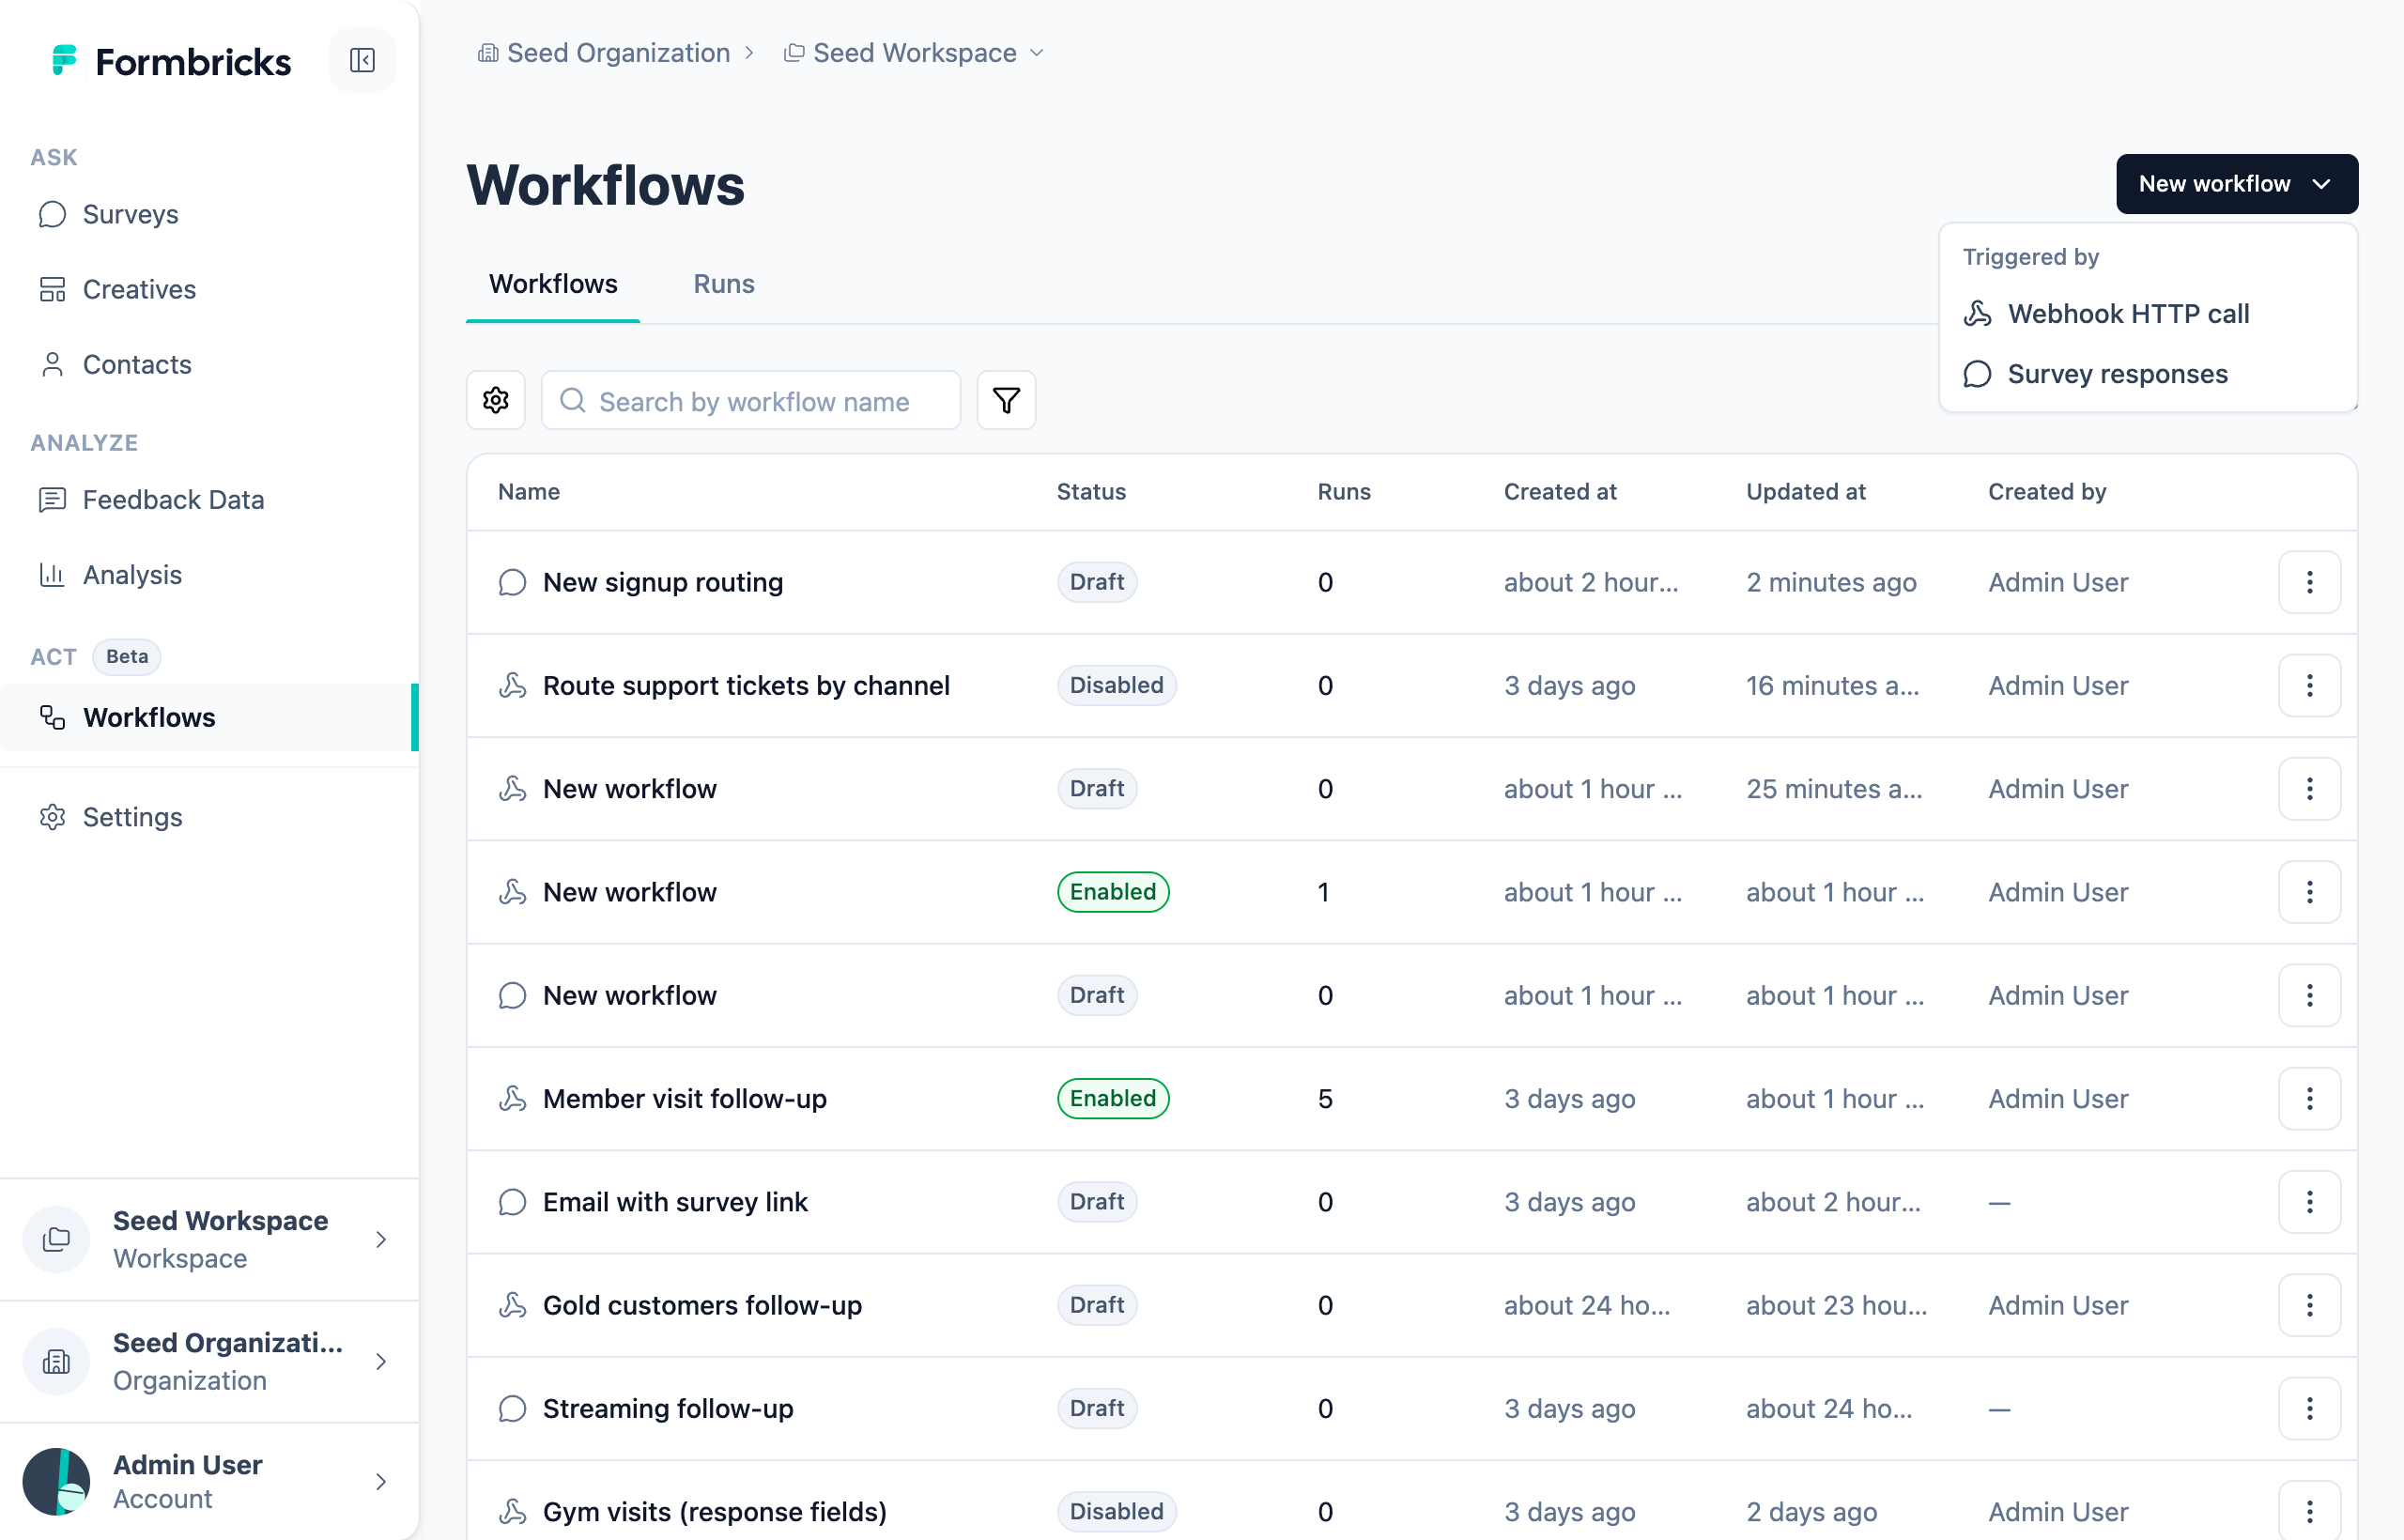 Formbricks
ASK
Surveys
Creatives
Contacts
ANALYZE
Feedback Data
Analysis
ACT Beta
Workflows
Settings
Seed Workspace
Workspace
Seed Organizati...
Organization
Admin User
Account
Seed Organization
Seed Workspace
Workflows
New workflow
Triggered by
Webhook HTTP call
Survey responses
Workflows Runs
Search by workflow name
Name Status Runs Created at Updated at Created by
New signup routing Draft 0 about 2 hour... 2 minutes ago Admin User
Route support tickets by channel Disabled 0 3 days ago 16 minutes a... Admin User
New workflow Draft 0 about 1 hour ... 25 minutes a... Admin User
New workflow Enabled 1 about 1 hour ... about 1 hour ... Admin User
New workflow Draft 0 about 1 hour ... about 1 hour ... Admin User
Member visit follow-up Enabled 5 3 days ago about 1 hour ... Admin User
Email with survey link Draft 0 3 days ago about 2 hour... —
Gold customers follow-up Draft 0 about 24 ho... about 23 hou... Admin User
Streaming follow-up Draft 0 3 days ago about 24 ho... —
Gym visits (response fields) Disabled 0 3 days ago 2 days ago Admin User